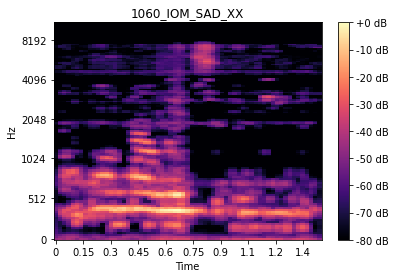 1060_IOM_SAD_XX
Hz
8192
4096
2048
1024
512
0
0 0.15 0.3 0.45 0.6 0.75 0.9 1.1 1.2 1.4
Time
+0 dB
-10 dB
-20 dB
-30 dB
-40 dB
-50 dB
-60 dB
-70 dB
-80 dB